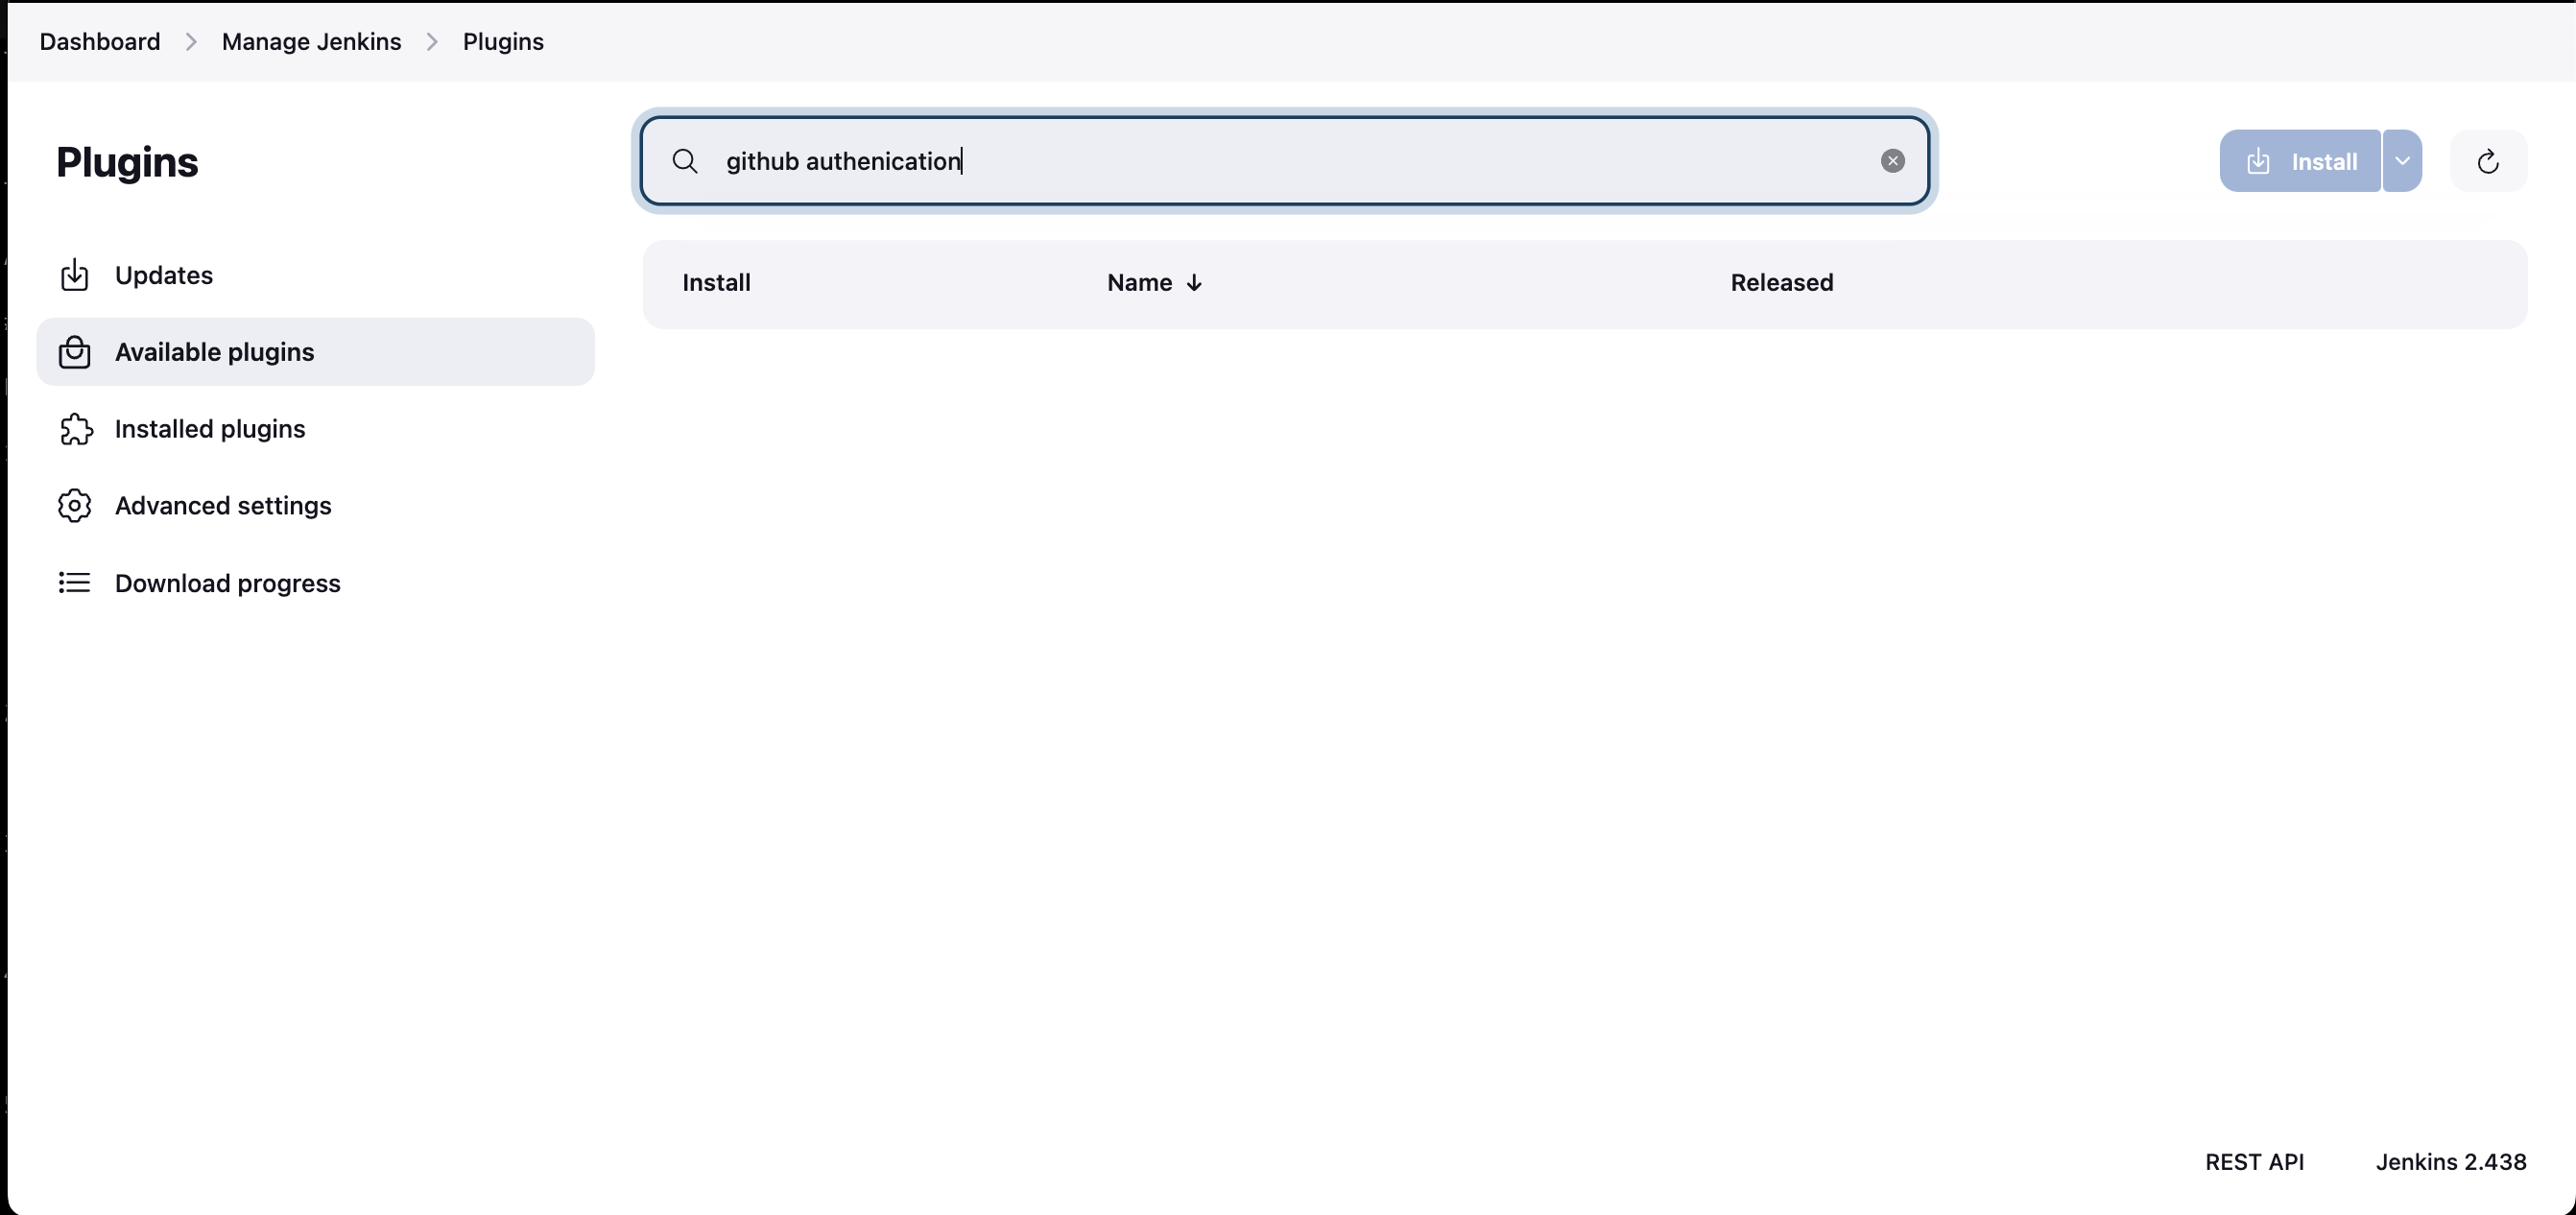 Dashboard > Manage Jenkins > Plugins
Plugins
github authenication
Install
Updates
Available plugins
Installed plugins
Advanced settings
Download progress
Install Name ↓ Released
REST API Jenkins 2.438